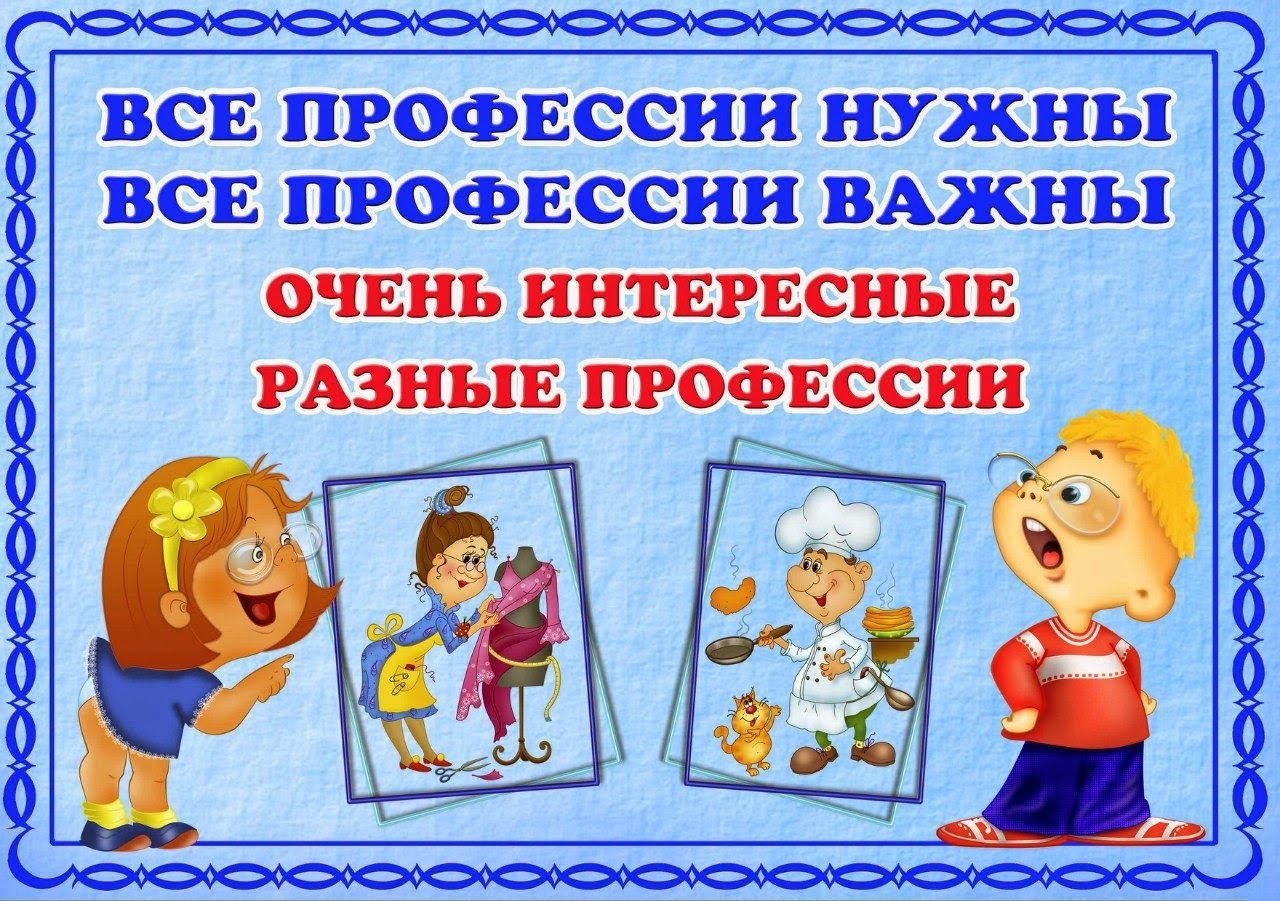 ВСЕ ПРОФЕССИИ НУЖНЫ
ВСЕ ПРОФЕССИИ ВАЖНЫ
ОЧЕНЬ ИНТЕРЕСНЫЕ
РАЗНЫЕ ПРОФЕССИИ